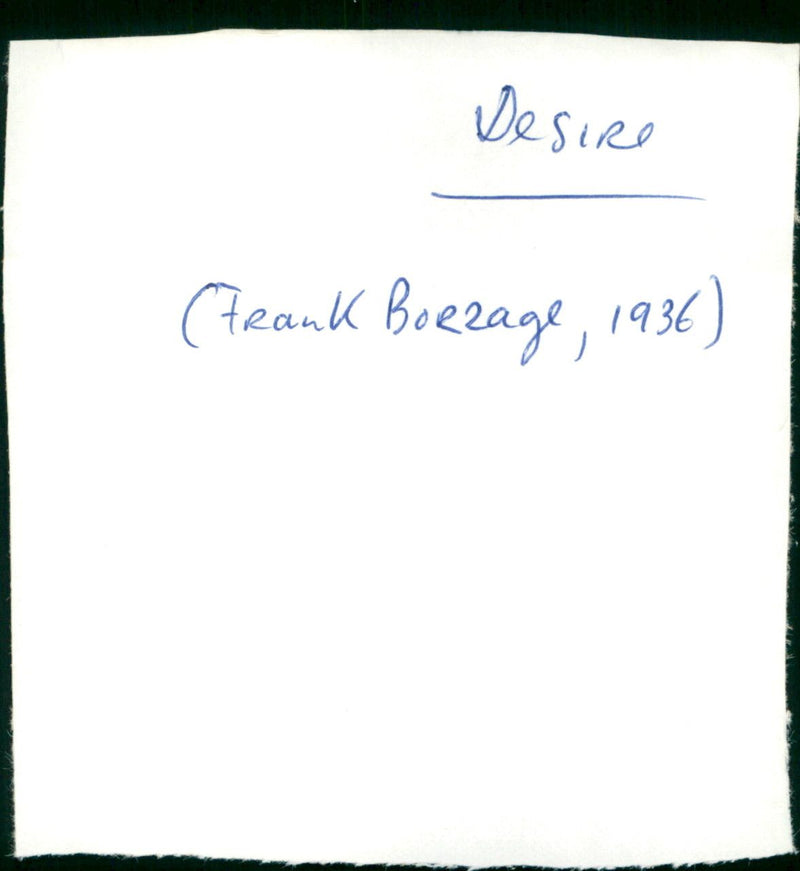 Desire
(Frank Borzage, 1936)